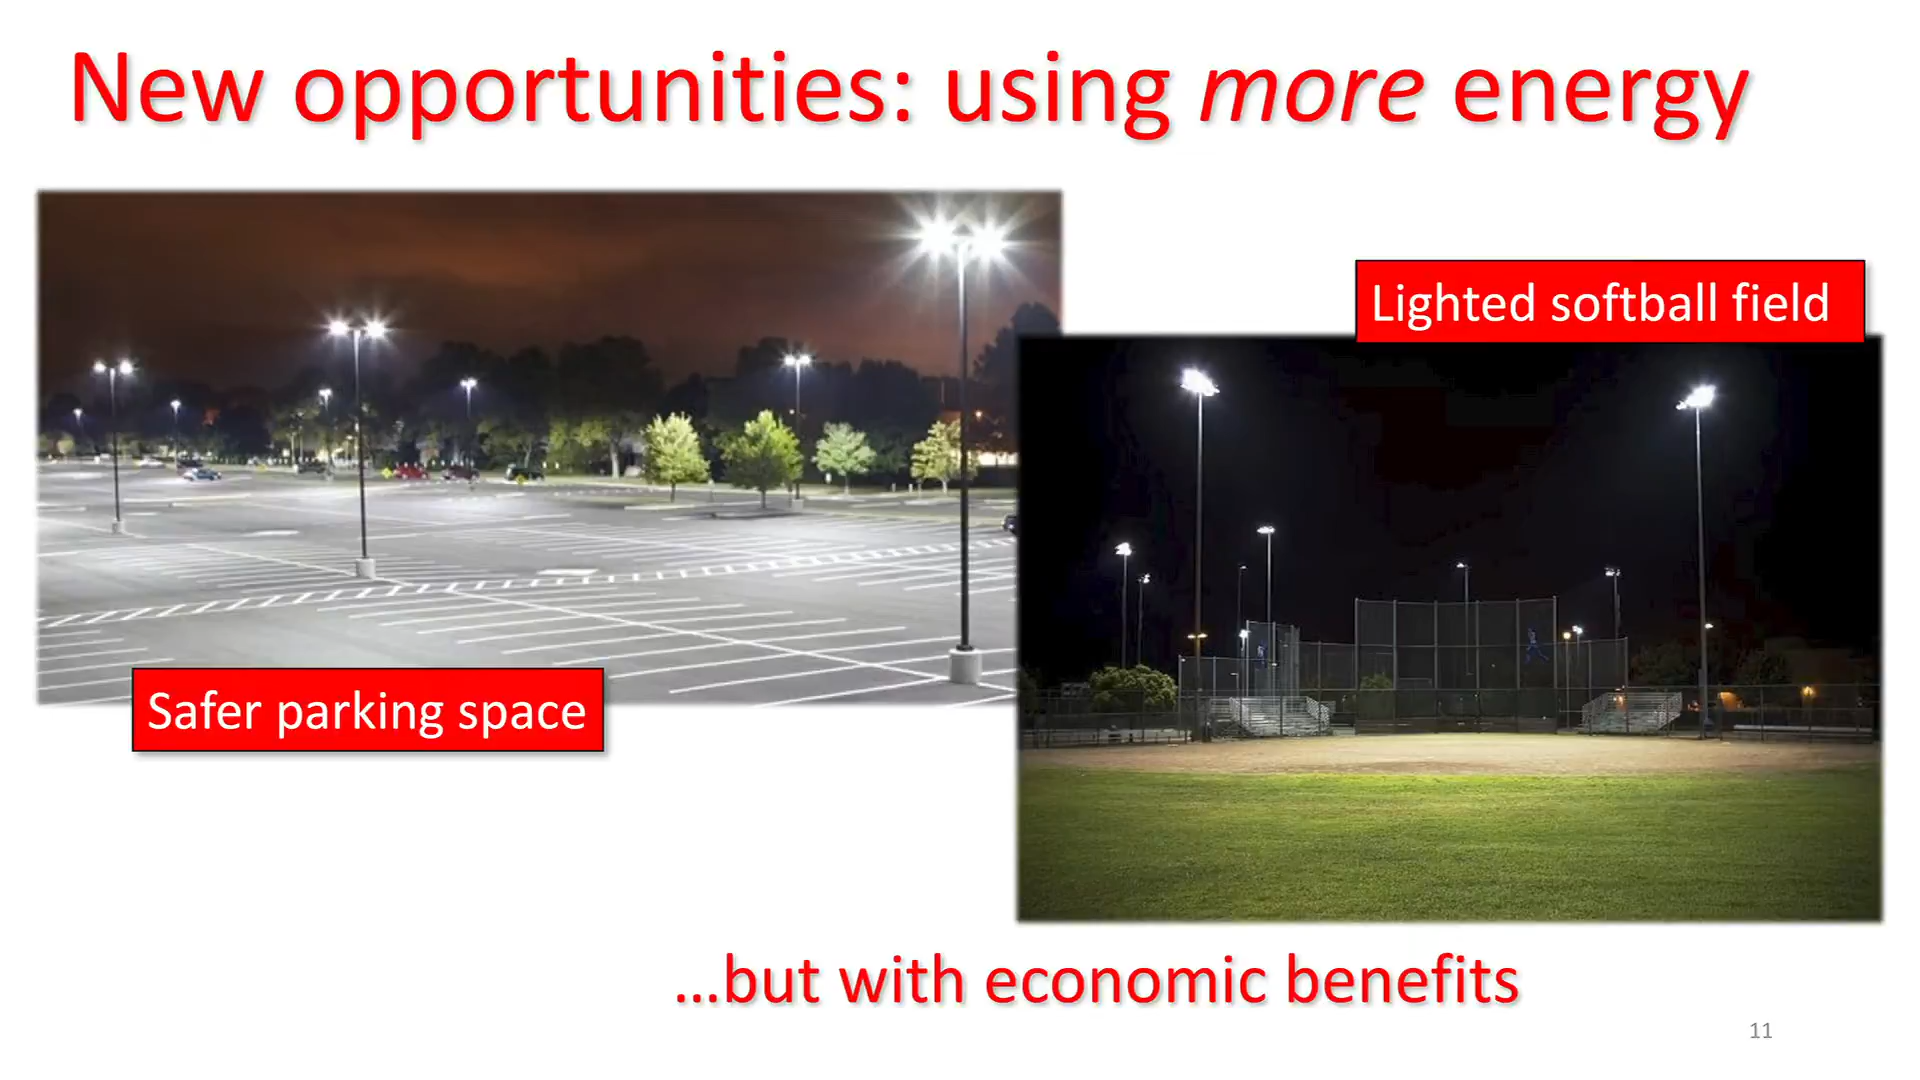 New opportunities: using more energy
Lighted softball field
Safer parking space
...but with economic benefits
11